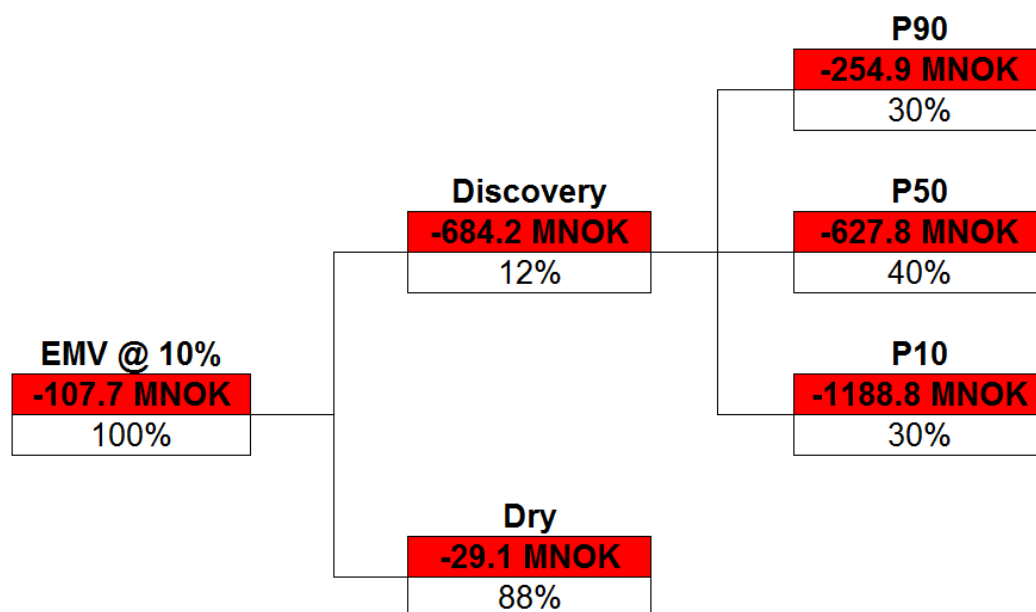 P90
-254.9 MNOK
30%
Discovery
-684.2 MNOK
12%
P50
-627.8 MNOK
40%
EMV @ 10%
-107.7 MNOK
100%
P10
-1188.8 MNOK
30%
Dry
-29.1 MNOK
88%